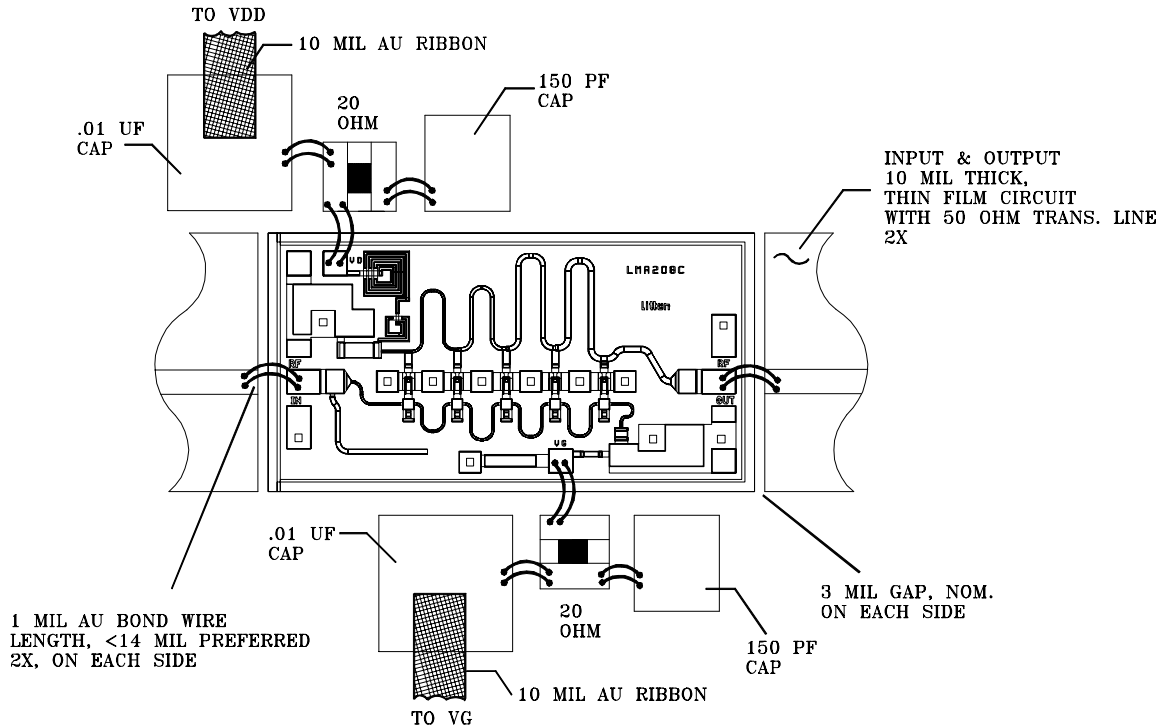 TO VDD
10 MIL AU RIBBON
150 PF
CAP
20
OHM
.01 UF
CAP
INPUT & OUTPUT
10 MIL THICK,
THIN FILM CIRCUIT
WITH 50 OHM TRANS. LINE
2X
VD
LMA208C
Litton
RF
IN
RF
OUT
VG
.01 UF
CAP
3 MIL GAP, NOM.
ON EACH SIDE
20
OHM
1 MIL AU BOND WIRE
LENGTH, <14 MIL PREFERRED
2X, ON EACH SIDE
150 PF
CAP
10 MIL AU RIBBON
TO VG